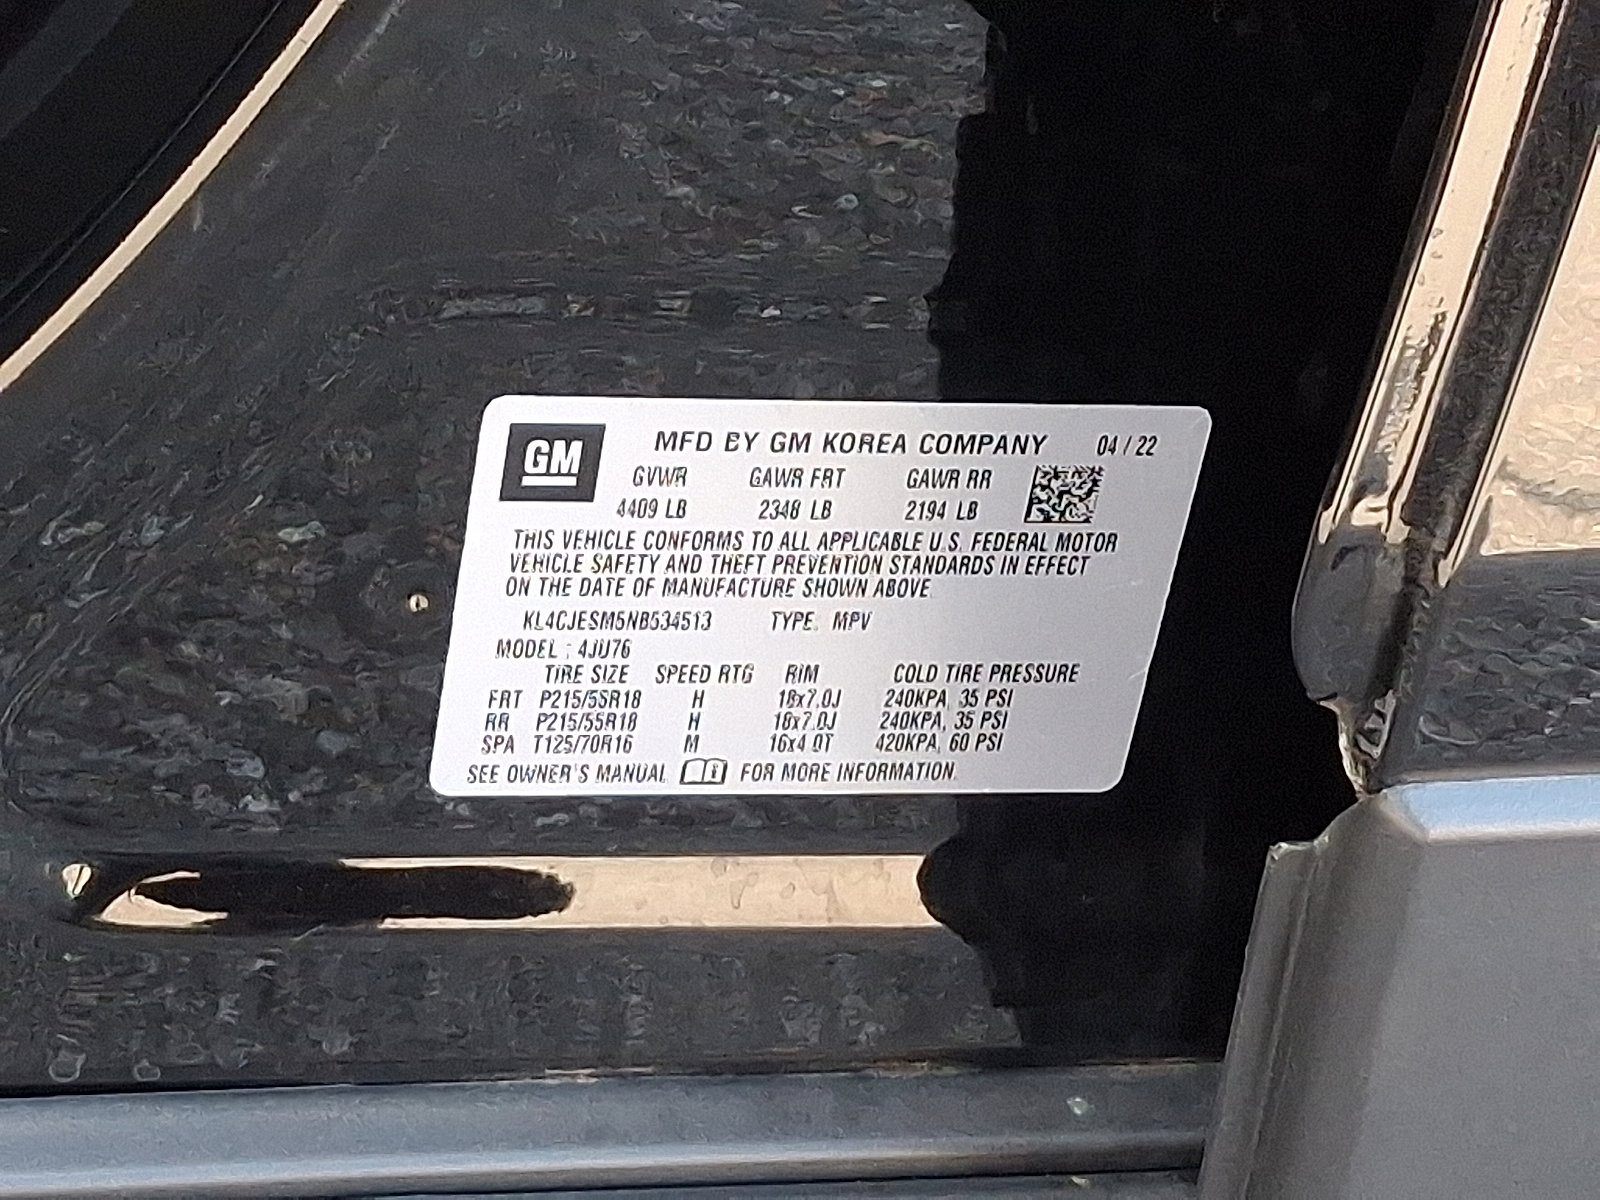 GM
MFD BY GM KOREA COMPANY 04 / 22
GVWR GAWR FRT GAWR RR
4409 LB 2348 LB 2194 LB
THIS VEHICLE CONFORMS TO ALL APPLICABLE U.S. FEDERAL MOTOR
VEHICLE SAFETY AND THEFT PREVENTION STANDARDS IN EFFECT
ON THE DATE OF MANUFACTURE SHOWN ABOVE
KL4CJESM5NB534513 TYPE: MPV
MODEL : 4JU76
TIRE SIZE SPEED RTG RIM COLD TIRE PRESSURE
FRT P215/55R18 H 18x7.0J 240KPA, 35 PSI
RR P215/55R18 H 18x7.0J 240KPA, 35 PSI
SPA T125/70R16 M 16x4.0T 420KPA, 60 PSI
SEE OWNER'S MANUAL FOR MORE INFORMATION.